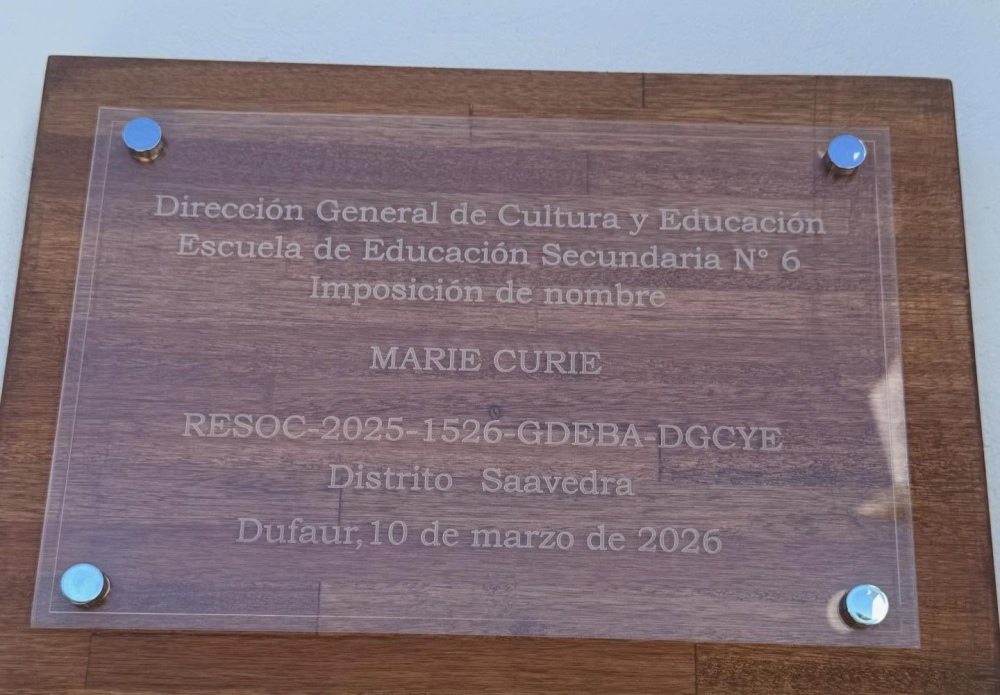 Dirección General de Cultura y Educación
Escuela de Educación Secundaria N° 6
Imposición de nombre
MARIE CURIE
RESOC-2025-1526-GDEBA-DGCYE
Distrito Saavedra
Dufaur,10 de marzo de 2026